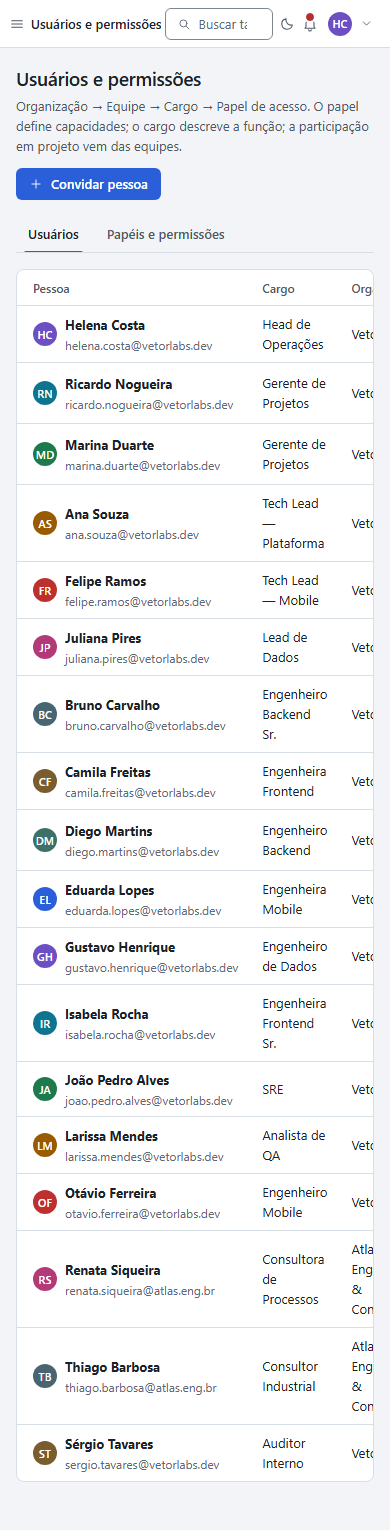 Usuários e permissões
Buscar
HC
Usuários e permissões
Organização → Equipe → Cargo → Papel de acesso. O papel
define capacidades; o cargo descreve a função; a participação
em projeto vem das equipes.
+ Convidar pessoa
Usuários Papéis e permissões
Pessoa Cargo
HC Helena Costa
helena.costa@vetorlabs.dev
Head de
Operações
RN Ricardo Nogueira
ricardo.nogueira@vetorlabs.dev
Gerente de
Projetos
MD Marina Duarte
marina.duarte@vetorlabs.dev
Gerente de
Projetos
AS Ana Souza
ana.souza@vetorlabs.dev
Tech Lead
—
Plataforma
FR Felipe Ramos
felipe.ramos@vetorlabs.dev
Tech Lead
— Mobile
JP Juliana Pires
juliana.pires@vetorlabs.dev
Lead de
Dados
BC Bruno Carvalho
bruno.carvalho@vetorlabs.dev
Engenheiro
Backend
Sr.
CF Camila Freitas
camila.freitas@vetorlabs.dev
Engenheira
Frontend
DM Diego Martins
diego.martins@vetorlabs.dev
Engenheiro
Backend
EL Eduarda Lopes
eduarda.lopes@vetorlabs.dev
Engenheira
Mobile
GH Gustavo Henrique
gustavo.henrique@vetorlabs.dev
Engenheiro
de Dados
IR Isabela Rocha
isabela.rocha@vetorlabs.dev
Engenheira
Frontend
Sr.
JA João Pedro Alves
joao.pedro.alves@vetorlabs.dev
SRE
LM Larissa Mendes
larissa.mendes@vetorlabs.dev
Analista de
QA
OF Otávio Ferreira
otavio.ferreira@vetorlabs.dev
Engenheiro
Mobile
RS Renata Siqueira
renata.siqueira@atlas.eng.br
Consultora
de
Processos
&
TB Thiago Barbosa
thiago.barbosa@atlas.eng.br
Consultor
Industrial
&
ST Sérgio Tavares
sergio.tavares@vetorlabs.dev
Auditor
Interno